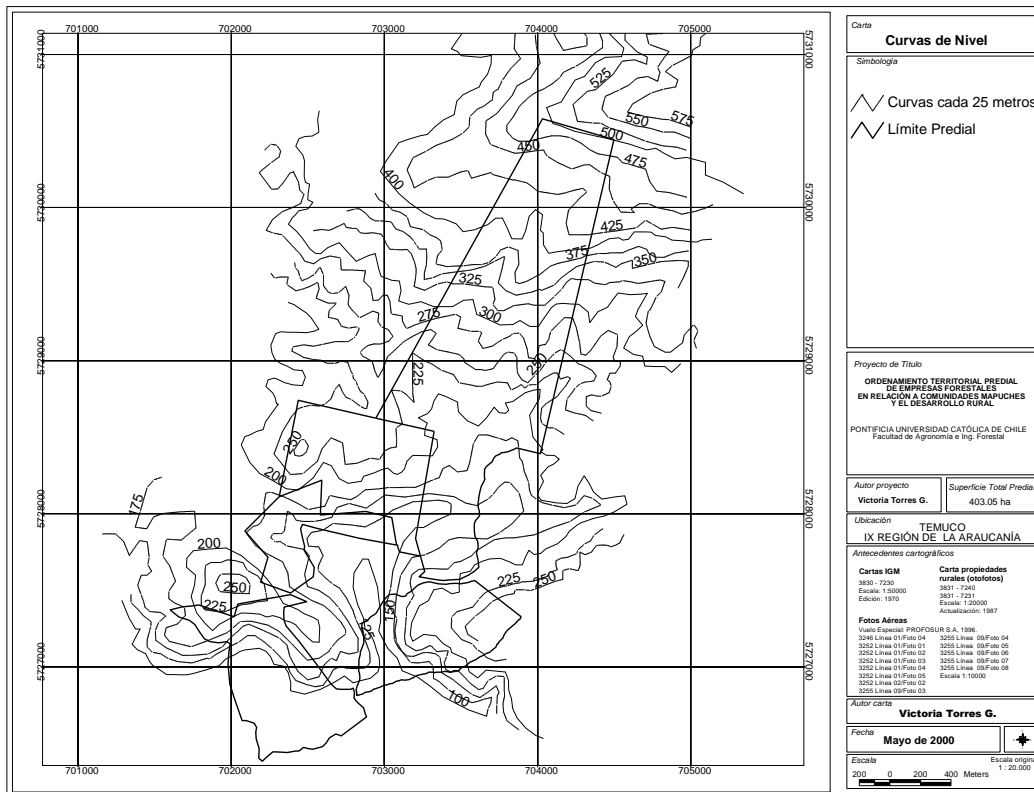 701000
702000
703000
704000
705000
5731000
5731000
525
575
550
500
450
475
400
5730000
5730000
425
375
350
325
275
300
5729000
5729000
225
250
250
200
175
5728000
5728000
200
250
225
225
250
150
125
5727000
5727000
100
701000
702000
703000
704000
705000
Carta
Curvas de Nivel
Simbología
Curvas cada 25 metros
Límite Predial
Proyecto de Título
ORDENAMIENTO TERRITORIAL PREDIAL
DE EMPRESAS FORESTALES
EN RELACIÓN A COMUNIDADES MAPUCHES
Y EL DESARROLLO RURAL
PONTIFICIA UNIVERSIDAD CATÓLICA DE CHILE
Facultad de Agronomía e Ing. Forestal
Autor proyecto
Victoria Torres G.
Superficie Total Predial
403.05 ha
Ubicación
TEMUCO
IX REGIÓN DE LA ARAUCANÍA
Antecedentes cartográficos
Cartas IGM
3830 - 7230
Escala: 1:50000
Edición: 1970
Carta propiedades
rurales (otofotos)
3831 - 7240
3831 - 7231
Escala: 1:20000
Actualización: 1987
Fotos Aéreas
Vuelo Especial: PROFOSUR S.A, 1996.
3246 Línea 01/Foto 04
3252 Línea 01/Foto 01
3252 Línea 01/Foto 02
3252 Línea 01/Foto 03
3252 Línea 01/Foto 04
3252 Línea 01/Foto 05
3252 Línea 02/Foto 02
3255 Línea 09/Foto 03
3255 Línea 09/Foto 04
3255 Línea 09/Foto 05
3255 Línea 09/Foto 06
3255 Línea 09/Foto 07
3255 Línea 09/Foto 08
Escala 1:10000
Autor carta
Victoria Torres G.
Fecha
Mayo de 2000
Escala
Escala original
1 : 20.000
200 0 200 400 Meters